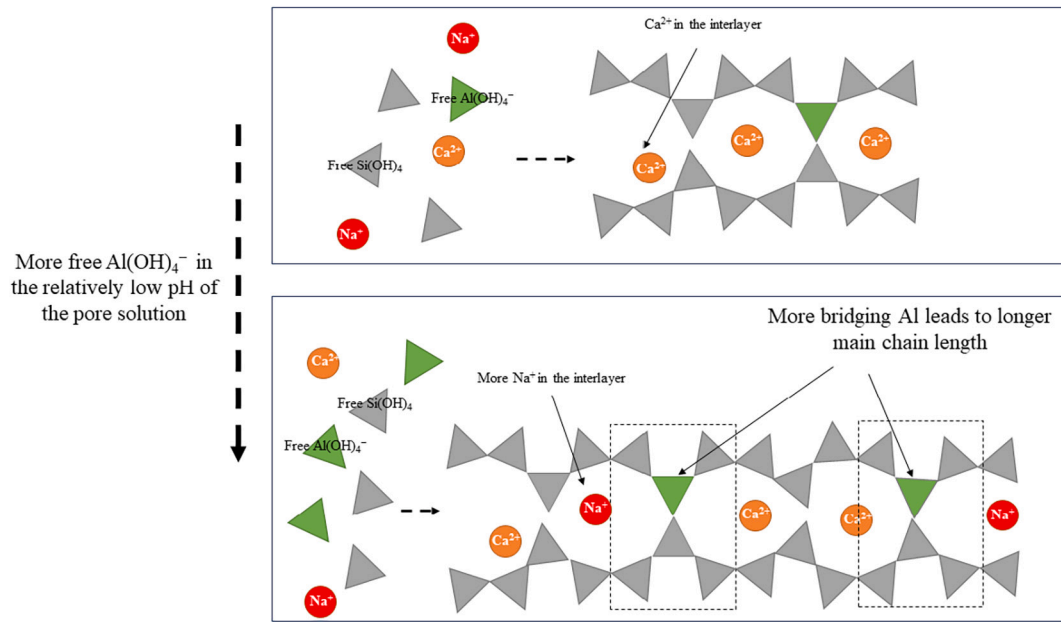 Ca²⁺ in the interlayer
Na⁺
Free Al(OH)₄⁻
Ca²⁺
Free Si(OH)₄
Na⁺
Ca²⁺
Ca²⁺
Ca²⁺
More free Al(OH)₄⁻ in
the relatively low pH of
the pore solution
More bridging Al leads to longer
main chain length
Ca²⁺
More Na⁺ in the interlayer
Free Si(OH)₄
Free Al(OH)₄⁻
Na⁺
Ca²⁺
Na⁺
Ca²⁺
Ca²⁺
Na⁺